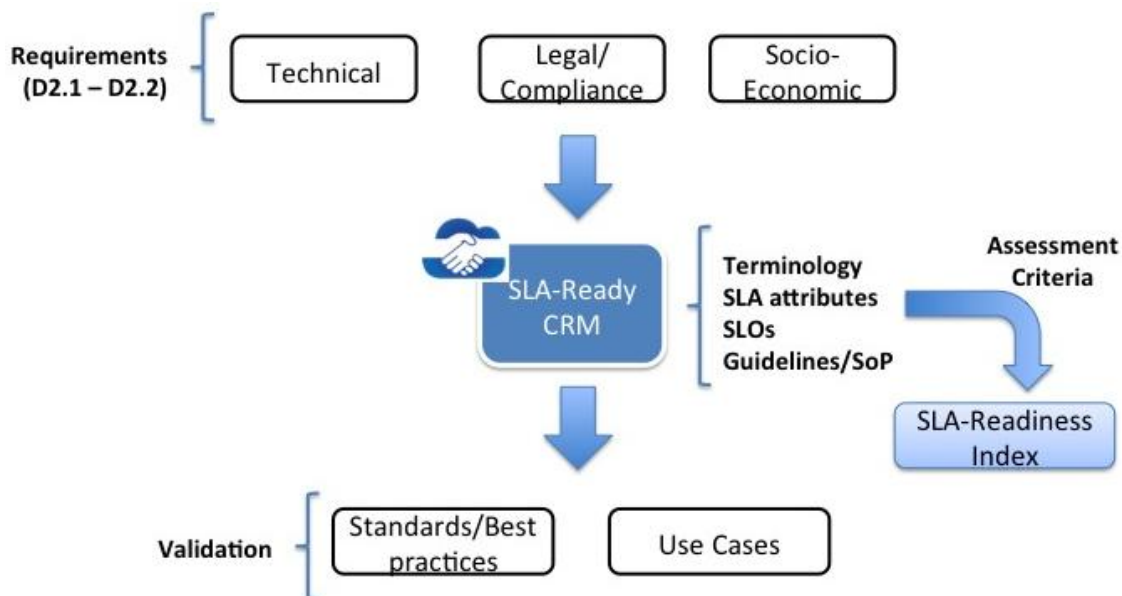 Requirements
(D2.1 – D2.2)
Technical
Legal/
Compliance
Socio-
Economic
SLA-Ready
CRM
Terminology
SLA attributes
SLOs
Guidelines/SoP
Assessment
Criteria
SLA-Readiness
Index
Validation
Standards/Best
practices
Use Cases